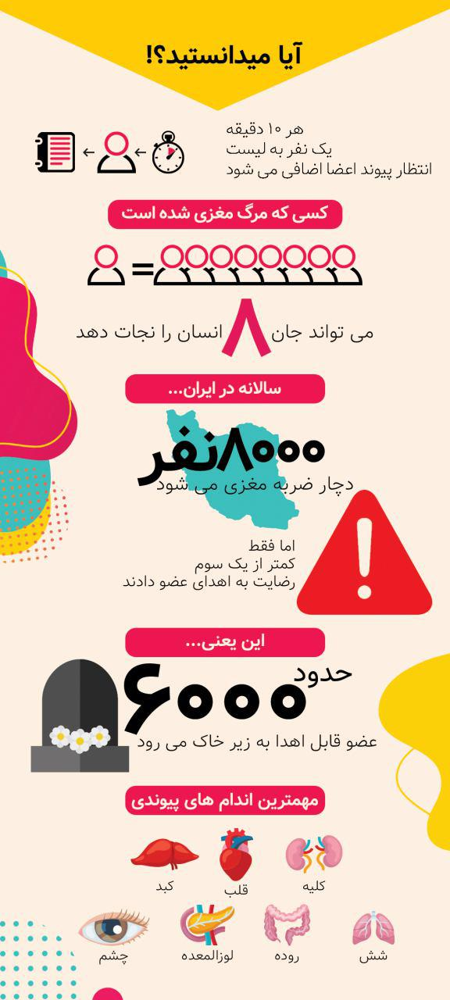 آیا میدانستید؟!
هر ۱۰ دقیقه
یک نفر به لیست
انتظار پیوند اعضا اضافی می شود
کسی که مرگ مغزی شده است
=
می تواند جان ۸ انسان را نجات دهد
سالانه در ایران...
۸۰۰۰نفر
دچار ضربه مغزی می شود
اما فقط
کمتر از یک سوم
رضایت به اهدای عضو دادند
این یعنی...
حدود
۶۰۰۰
عضو قابل اهدا به زیر خاک می رود
مهمترین اندام های پیوندی
کلیه قلب کبد
شش روده لوزالمعده چشم